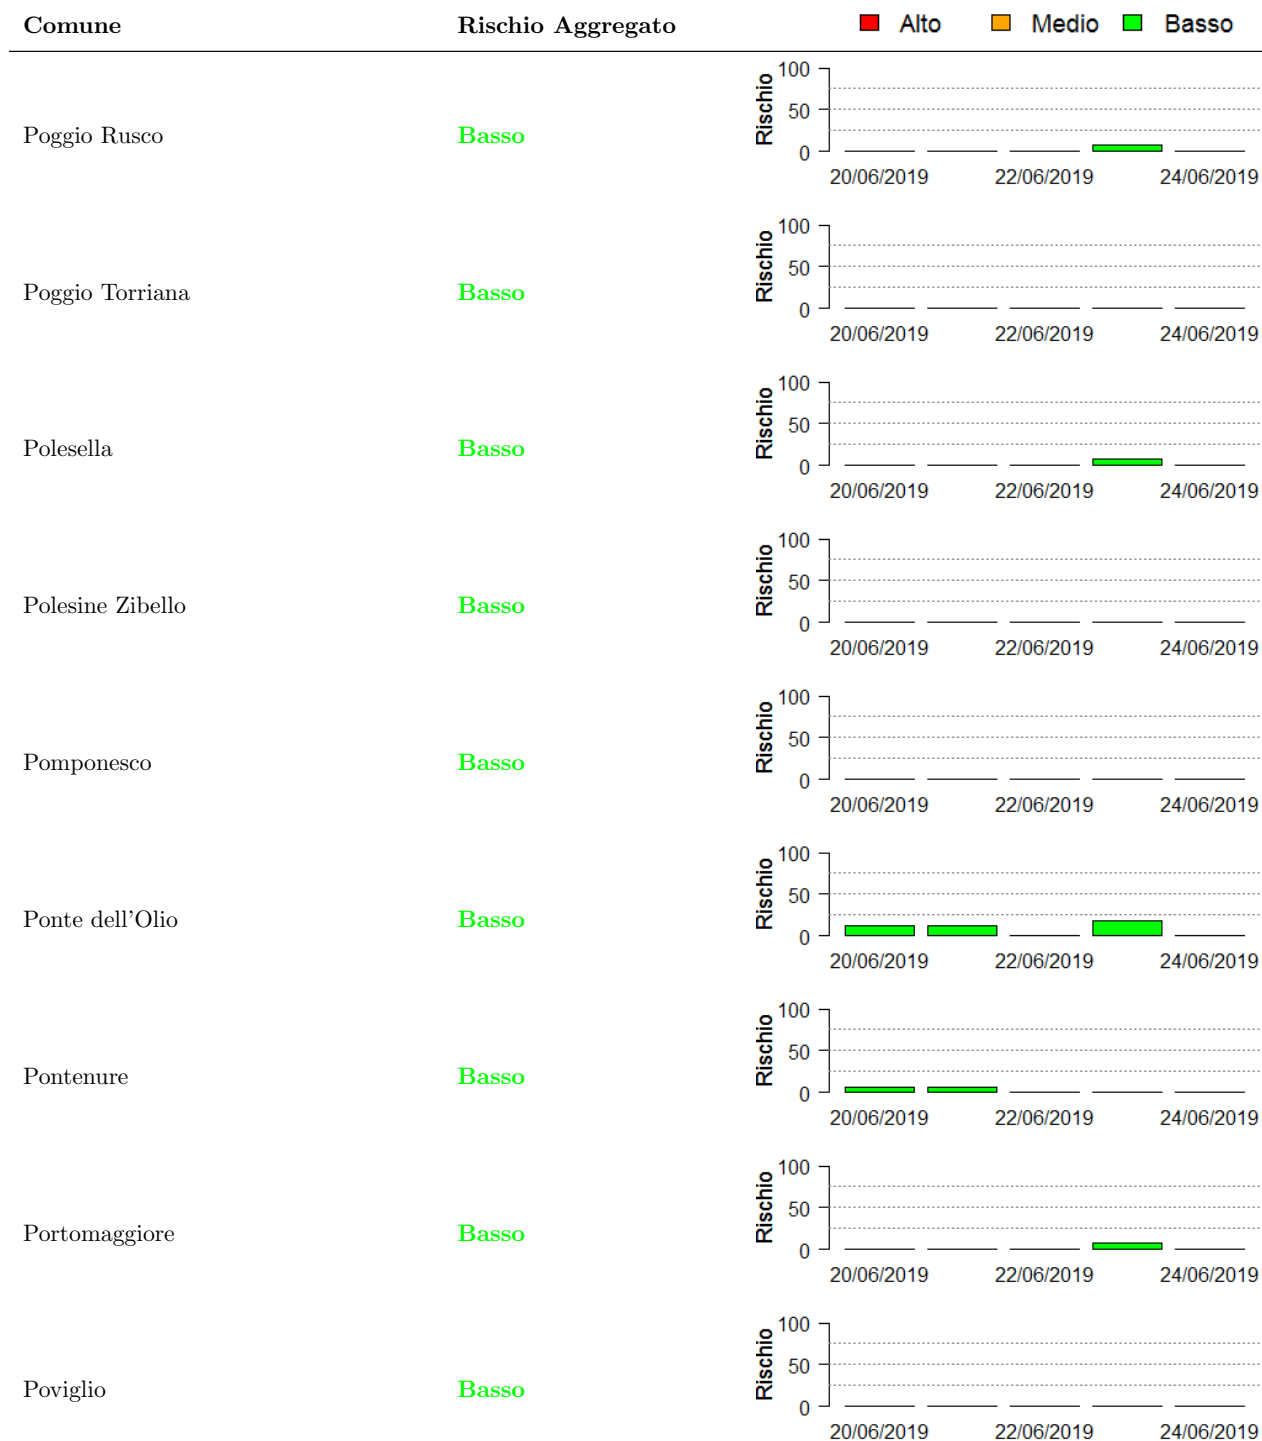 Comune Rischio Aggregato Alto Medio Basso
100
50
0
Rischio
Poggio Rusco Basso
20/06/2019 22/06/2019 24/06/2019
100
50
0
Rischio
Poggio Torriana Basso
20/06/2019 22/06/2019 24/06/2019
100
50
0
Rischio
Polesella Basso
20/06/2019 22/06/2019 24/06/2019
100
50
0
Rischio
Polesine Zibello Basso
20/06/2019 22/06/2019 24/06/2019
100
50
0
Rischio
Pomponesco Basso
20/06/2019 22/06/2019 24/06/2019
100
50
0
Rischio
Ponte dell'Olio Basso
20/06/2019 22/06/2019 24/06/2019
100
50
0
Rischio
Pontenure Basso
20/06/2019 22/06/2019 24/06/2019
100
50
0
Rischio
Portomaggiore Basso
20/06/2019 22/06/2019 24/06/2019
100
50
0
Rischio
Poviglio Basso
20/06/2019 22/06/2019 24/06/2019